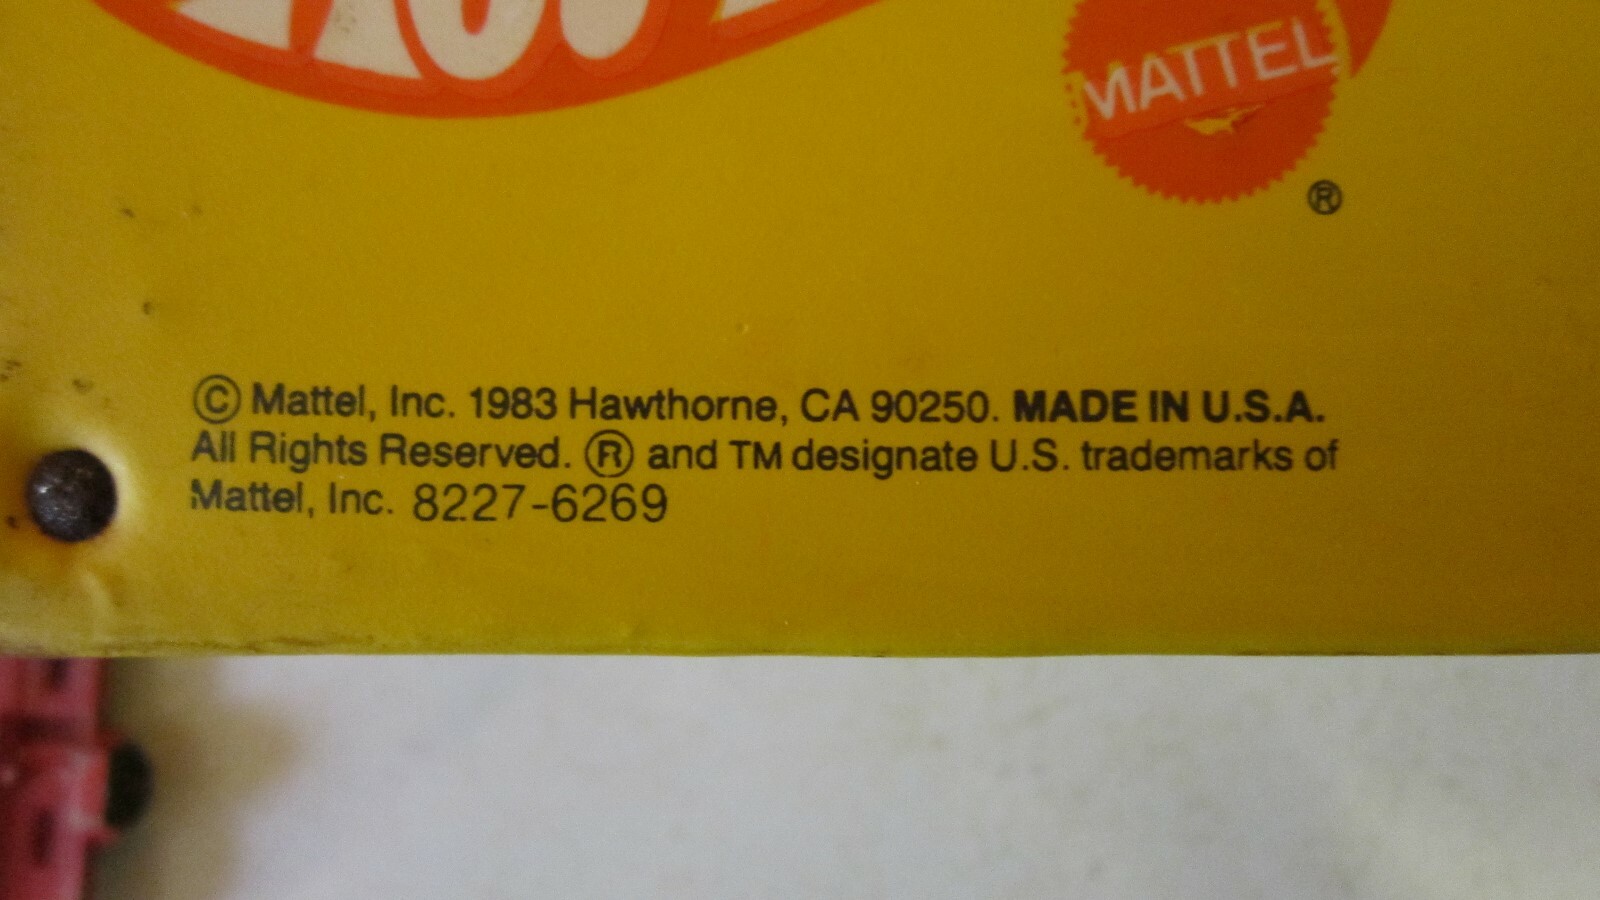 MATTEL
®
© Mattel, Inc. 1983 Hawthorne, CA 90250. MADE IN U.S.A.
All Rights Reserved. ® and TM designate U.S. trademarks of
Mattel, Inc. 8227-6269